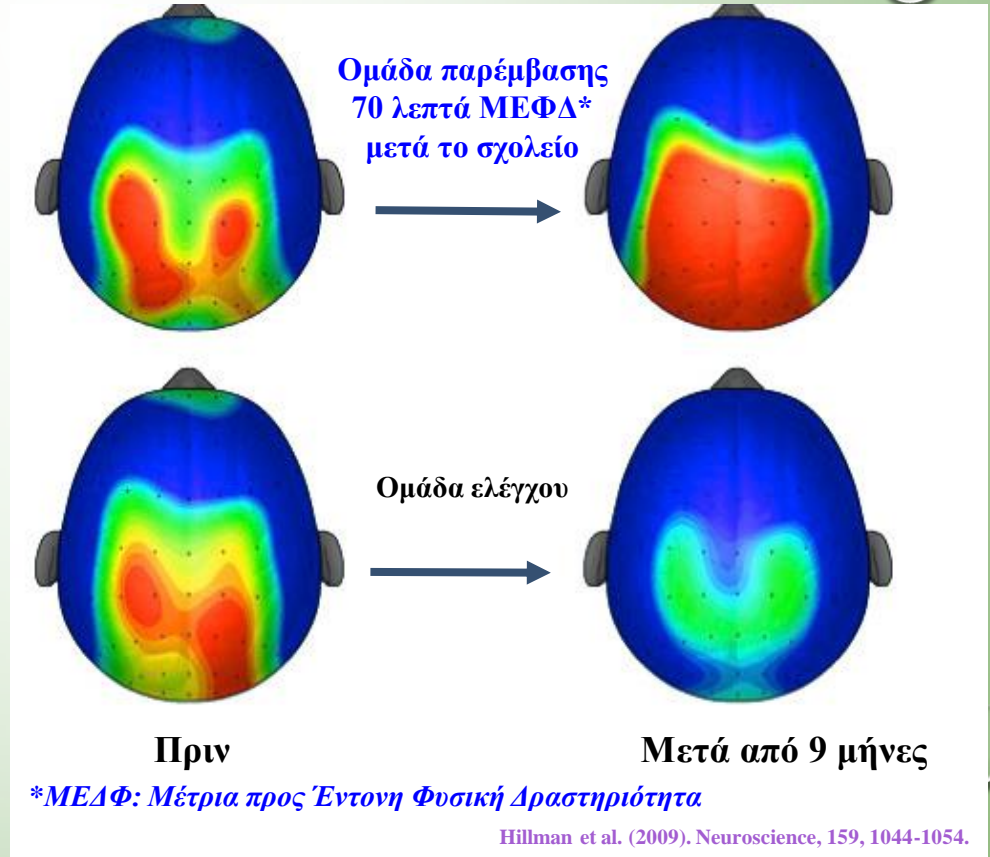 Ομάδα παρέμβασης
70 λεπτά ΜΕΦΔ*
μετά το σχολείο
Ομάδα ελέγχου
Πριν
Μετά από 9 μήνες
*ΜΕΔΦ: Μέτρια προς Έντονη Φυσική Δραστηριότητα
Hillman et al. (2009). Neuroscience, 159, 1044-1054.